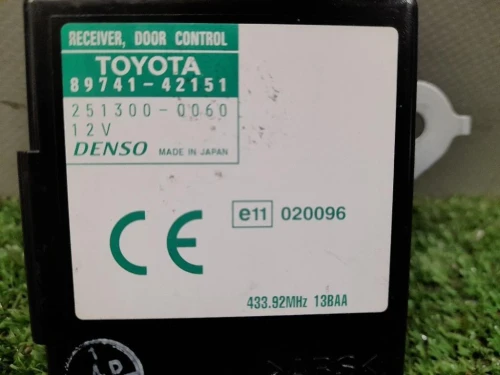 RECEIVER, DOOR CONTROL
TOYOTA
89741-42151
251300-0060
12V
DENSO MADE IN JAPAN
CE
e11 020096
433.92MHz 13BAA
1